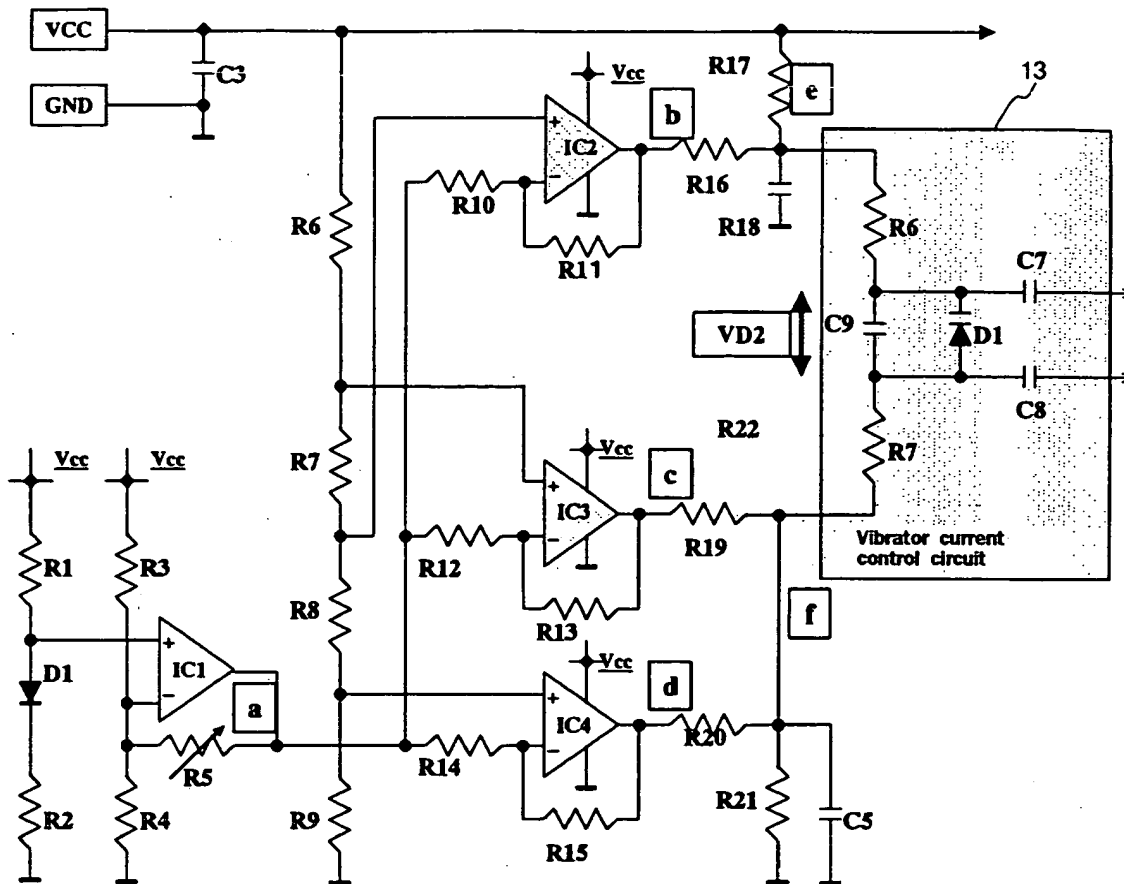 VCC
R17
13
C3
e
Vcc
GND
b
+
IC2
−
R16
R10
R18
R6
R6
R11
C7
VD2
C9
D1
C8
R22
Vcc
Vcc
R7
Vcc
c
R7
+
IC3
−
R19
Vibrator current
control circuit
R1
R3
R12
R8
R13
f
+
IC1
−
D1
Vcc
a
d
+
IC4
−
R20
R5
R14
R2
R4
R9
R21
C5
R15